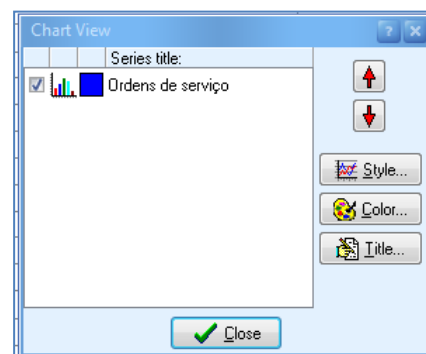 Chart View
Series title:
Ordens de serviço
Style...
Color...
Title...
Close